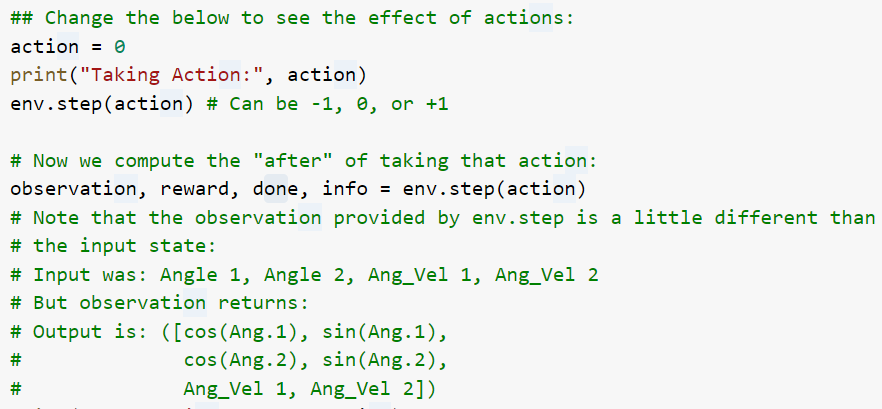 ## Change the below to see the effect of actions:
action = 0
print("Taking Action:", action)
env.step(action) # Can be -1, 0, or +1
# Now we compute the "after" of taking that action:
observation, reward, done, info = env.step(action)
# Note that the observation provided by env.step is a little different than
# the input state:
# Input was: Angle 1, Angle 2, Ang_Vel 1, Ang_Vel 2
# But observation returns:
# Output is: ([cos(Ang.1), sin(Ang.1),
#              cos(Ang.2), sin(Ang.2),
#              Ang_Vel 1, Ang_Vel 2])